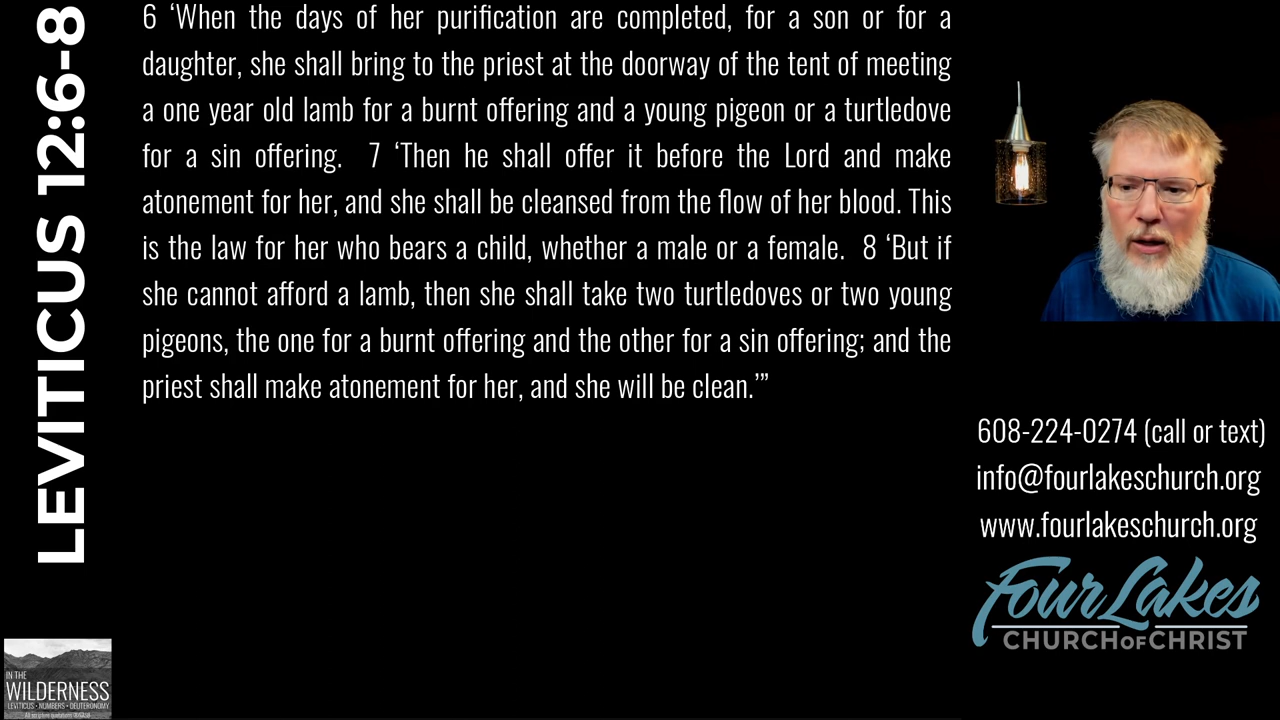 LEVITICUS 12:6-8
6 ‘When the days of her purification are completed, for a son or for a
daughter, she shall bring to the priest at the doorway of the tent of meeting
a one year old lamb for a burnt offering and a young pigeon or a turtledove
for a sin offering. 7 ‘Then he shall offer it before the Lord and make
atonement for her, and she shall be cleansed from the flow of her blood. This
is the law for her who bears a child, whether a male or a female. 8 ‘But if
she cannot afford a lamb, then she shall take two turtledoves or two young
pigeons, the one for a burnt offering and the other for a sin offering; and the
priest shall make atonement for her, and she will be clean.’”
608-224-0274 (call or text)
info@fourlakeschurch.org
www.fourlakeschurch.org
Four Lakes
CHURCH OF CHRIST
IN THE
WILDERNESS
LEVITICUS • NUMBERS • DEUTERONOMY